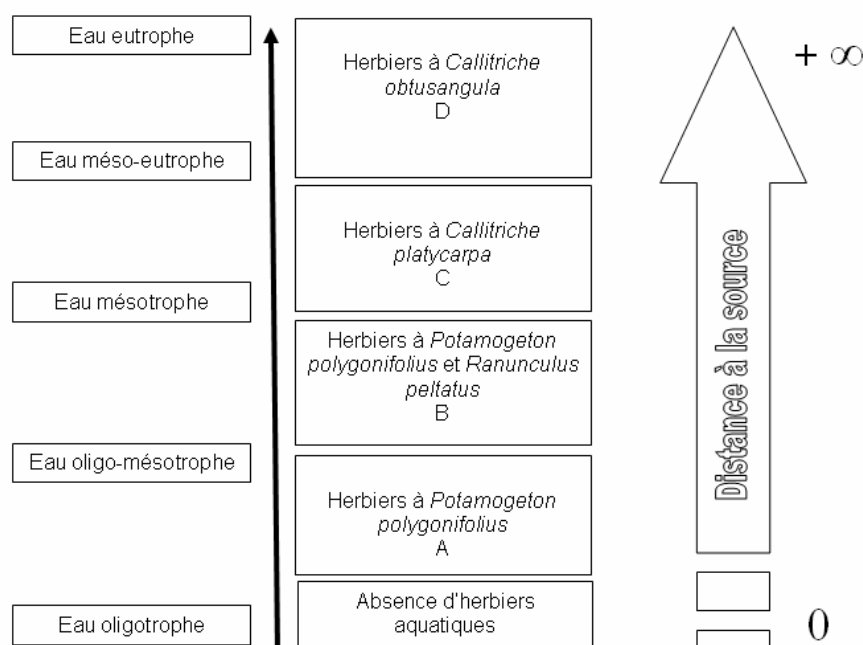 Eau eutrophe
Eau méso-eutrophe
Eau mésotrophe
Eau oligo-mésotrophe
Eau oligotrophe
Herbiers à Callitriche
obtusangula
D
Herbiers à Callitriche
platycarpa
C
Herbiers à Potamogeton
polygonifolius et Ranunculus
peltatus
B
Herbiers à Potamogeton
polygonifolius
A
Absence d'herbiers
aquatiques
+ ∞
Distance à la source
0